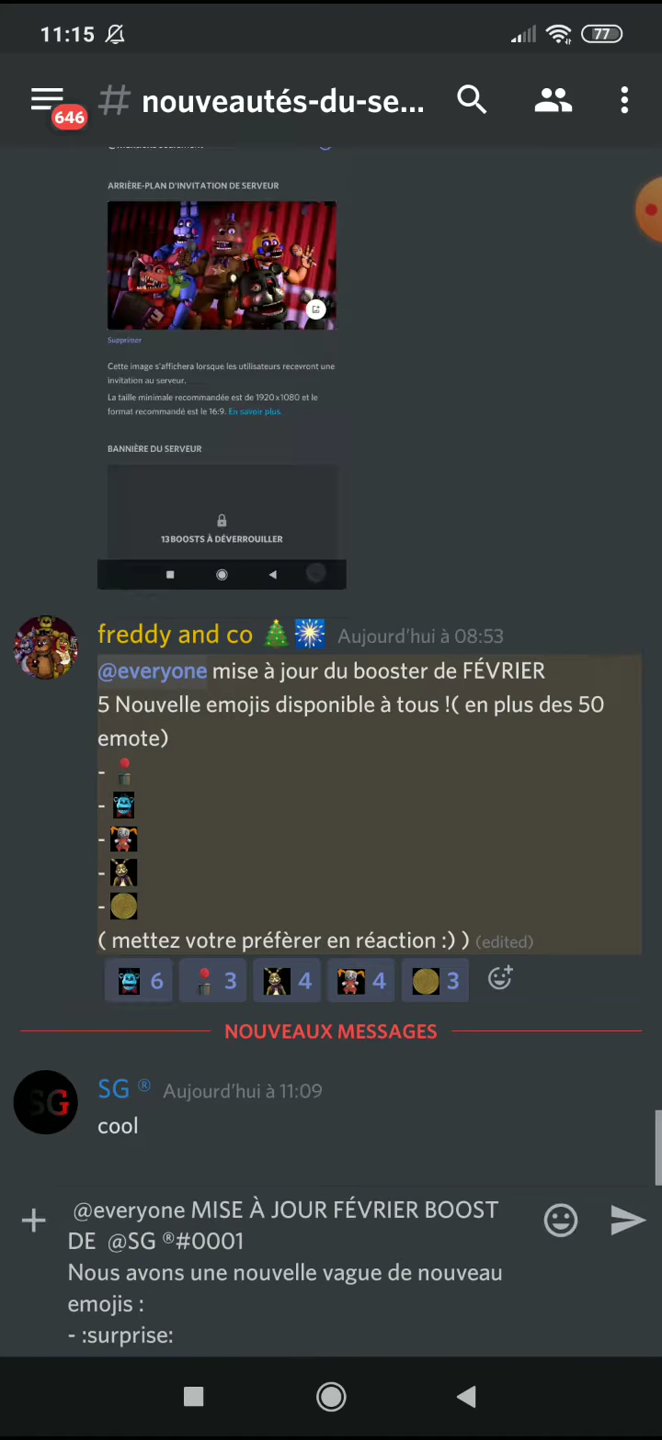 11:15
77
646
# nouveautés-du-se...
ARRIÈRE-PLAN D'INVITATION DE SERVEUR
Supprimer
Cette image s'affichera lorsque les utilisateurs recevront une
invitation au serveur.
La taille minimale recommandée est de 1920x1080 et le
format recommandé est le 16:9. En savoir plus.
BANNIÈRE DU SERVEUR
13 BOOSTS À DÉVERROUILLER
freddy and co 🎄🎆 Aujourd'hui à 08:53
@everyone mise à jour du booster de FÉVRIER
5 Nouvelle emojis disponible à tous !( en plus des 50
emote)
-
-
-
-
-
( mettez votre préfèrer en réaction :) ) (edited)
6 3 4 4 3
NOUVEAUX MESSAGES
SG
SG ® Aujourd'hui à 11:09
cool
@everyone MISE À JOUR FÉVRIER BOOST
DE @SG ®#0001
Nous avons une nouvelle vague de nouveau
emojis :
- :surprise: